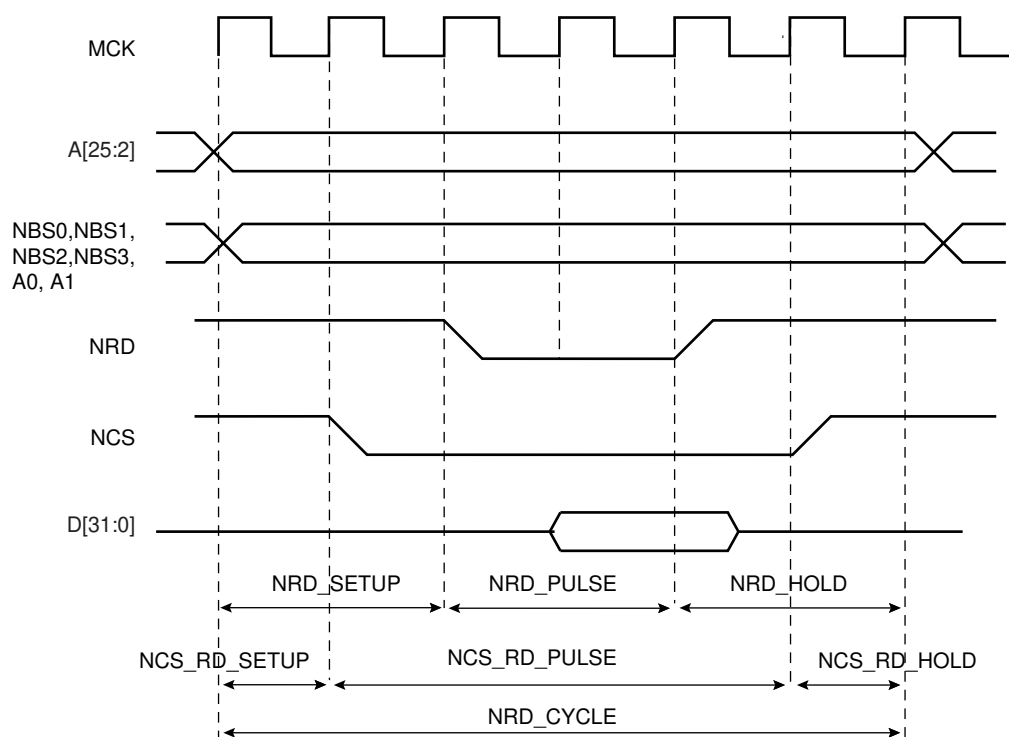 MCK
A[25:2]
NBS0,NBS1,
NBS2,NBS3,
A0, A1
NRD
NCS
D[31:0]
NRD_SETUP NRD_PULSE NRD_HOLD
NCS_RD_SETUP NCS_RD_PULSE NCS_RD_HOLD
NRD_CYCLE